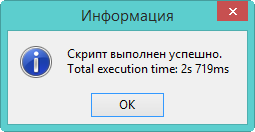 Информация
Скрипт выполнен успешно.
Total execution time: 2s 719ms
OK